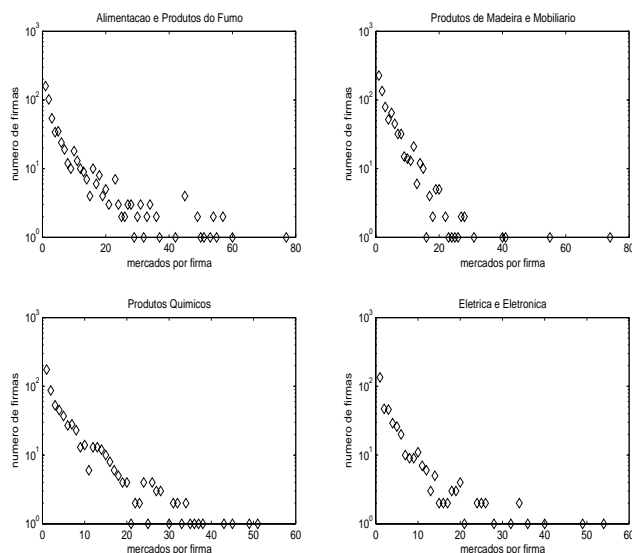 Alimentacao e Produtos do Fumo
10^3
10^2
10^1
10^0
0 20 40 60 80
mercados por firma
numero de firmas
Produtos de Madeira e Mobiliario
10^3
10^2
10^1
10^0
0 20 40 60 80
mercados por firma
numero de firmas
Produtos Quimicos
10^3
10^2
10^1
10^0
0 10 20 30 40 50 60
mercados por firma
numero de firmas
Eletrica e Eletronica
10^3
10^2
10^1
10^0
0 10 20 30 40 50 60
mercados por firma
numero de firmas